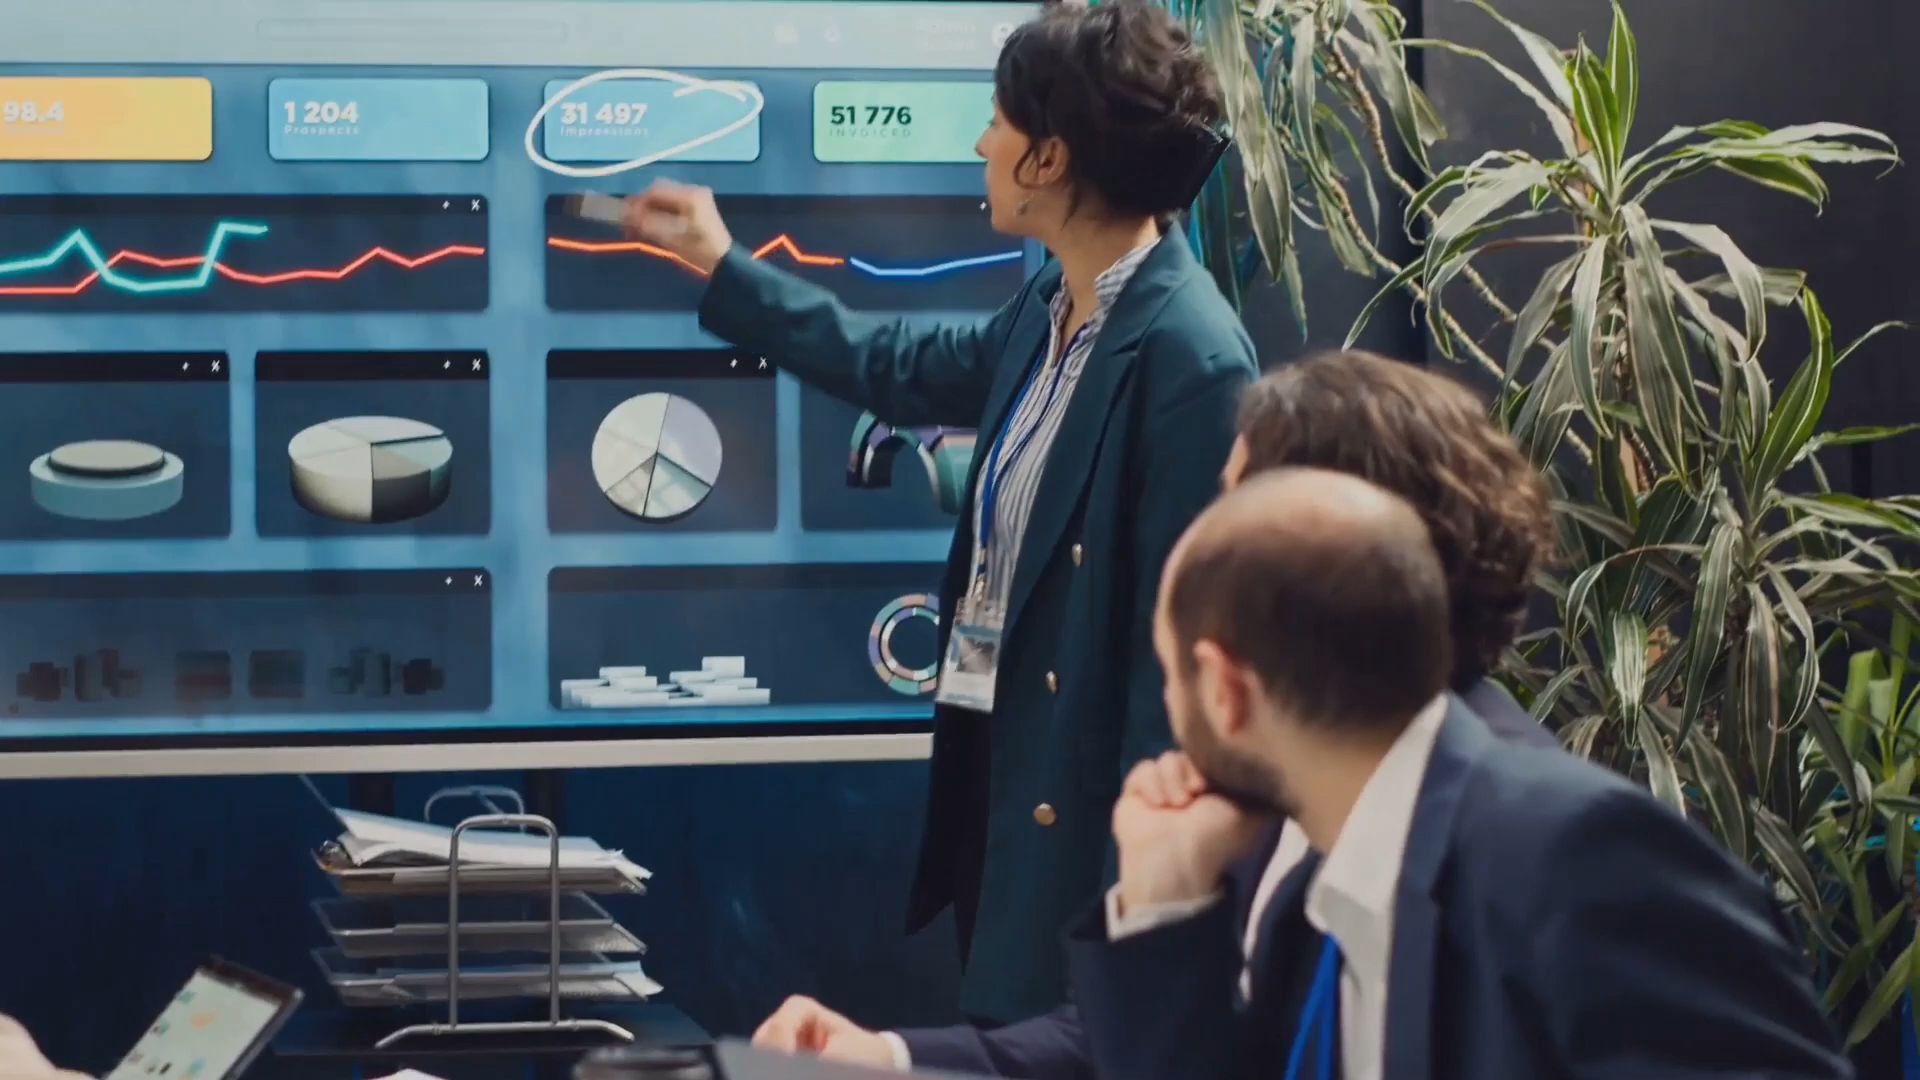 98.4
1 204
Prospects
31 497
Impressions
51 776
INVOICED